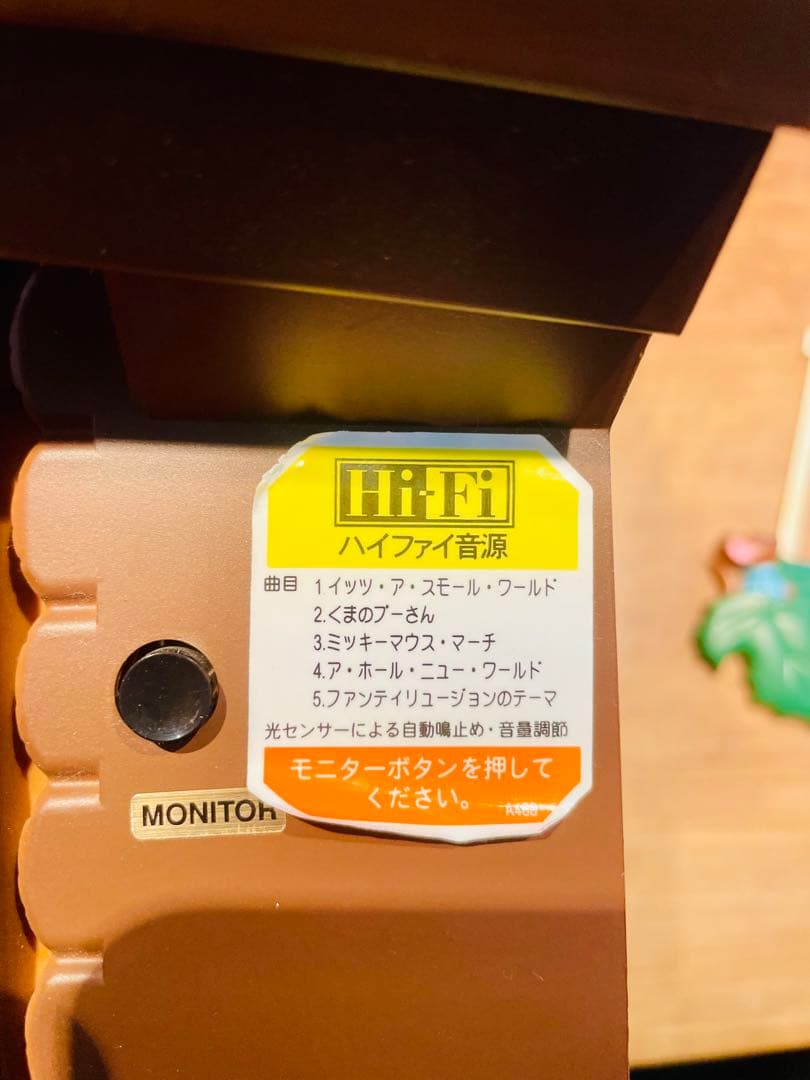 Hi-Fi
ハイファイ音源
曲目 1.イッツ・ア・スモール・ワールド
2.くまのプーさん
3.ミッキーマウス・マーチ
4.ア・ホール・ニュー・ワールド
5.ファンティリュージョンのテーマ
光センサーによる自動鳴止め・音量調節
モニターボタンを押して
ください。
A468
MONITOR